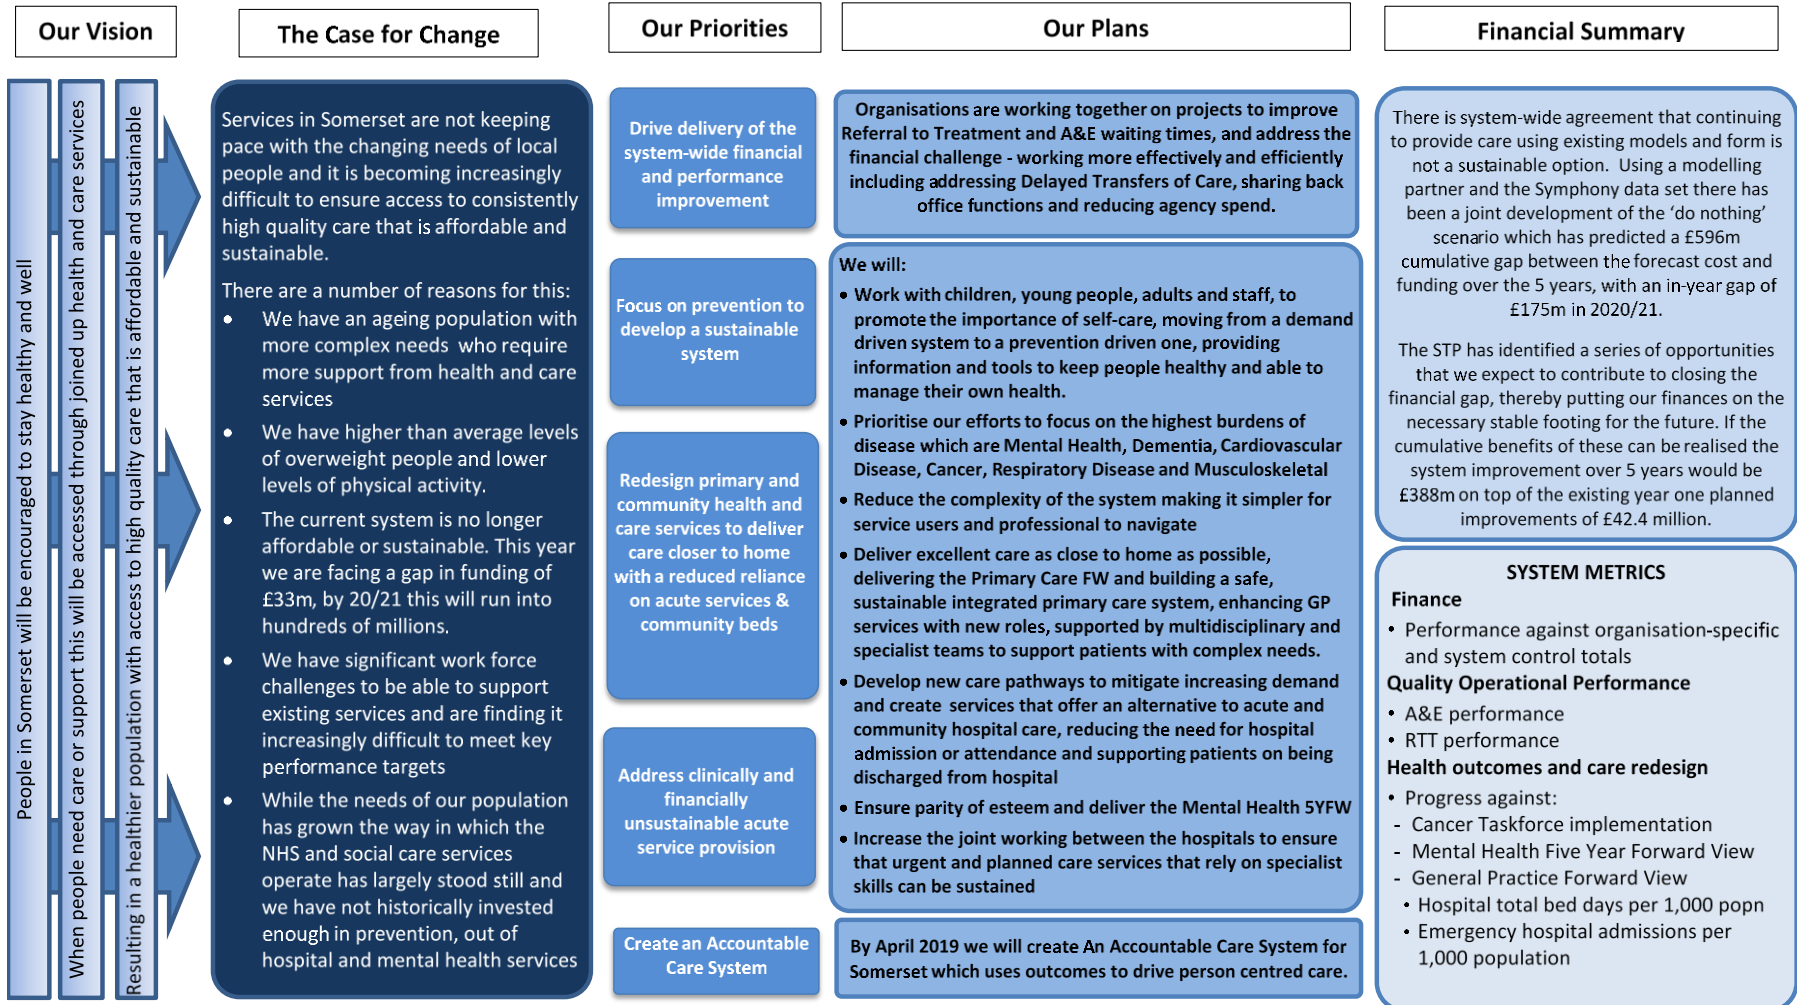 Our Vision
People in Somerset will be encouraged to stay healthy and well
When people need care or support this will be accessed through joined up health and care services
Resulting in a healthier population with access to high quality care that is affordable and sustainable
The Case for Change
Services in Somerset are not keeping
pace with the changing needs of local
people and it is becoming increasingly
difficult to ensure access to consistently
high quality care that is affordable and
sustainable.
There are a number of reasons for this:
• We have an ageing population with
more complex needs who require
more support from health and care
services
• We have higher than average levels
of overweight people and lower
levels of physical activity.
• The current system is no longer
affordable or sustainable. This year
we are facing a gap in funding of
£33m, by 20/21 this will run into
hundreds of millions.
• We have significant work force
challenges to be able to support
existing services and are finding it
increasingly difficult to meet key
performance targets
• While the needs of our population
has grown the way in which the
NHS and social care services
operate has largely stood still and
we have not historically invested
enough in prevention, out of
hospital and mental health services
Our Priorities
Drive delivery of the
system-wide financial
and performance
improvement
Focus on prevention to
develop a sustainable
system
Redesign primary and
community health and
care services to deliver
care closer to home
with a reduced reliance
on acute services &
community beds
Address clinically and
financially
unsustainable acute
service provision
Create an Accountable
Care System
Our Plans
Organisations are working together on projects to improve
Referral to Treatment and A&E waiting times, and address the
financial challenge - working more effectively and efficiently
including addressing Delayed Transfers of Care, sharing back
office functions and reducing agency spend.
We will:
• Work with children, young people, adults and staff, to
promote the importance of self-care, moving from a demand
driven system to a prevention driven one, providing
information and tools to keep people healthy and able to
manage their own health.
• Prioritise our efforts to focus on the highest burdens of
disease which are Mental Health, Dementia, Cardiovascular
Disease, Cancer, Respiratory Disease and Musculoskeletal
• Reduce the complexity of the system making it simpler for
service users and professional to navigate
• Deliver excellent care as close to home as possible,
delivering the Primary Care FW and building a safe,
sustainable integrated primary care system, enhancing GP
services with new roles, supported by multidisciplinary and
specialist teams to support patients with complex needs.
• Develop new care pathways to mitigate increasing demand
and create services that offer an alternative to acute and
community hospital care, reducing the need for hospital
admission or attendance and supporting patients on being
discharged from hospital
• Ensure parity of esteem and deliver the Mental Health 5YFW
• Increase the joint working between the hospitals to ensure
that urgent and planned care services that rely on specialist
skills can be sustained
By April 2019 we will create An Accountable Care System for
Somerset which uses outcomes to drive person centred care.
Financial Summary
There is system-wide agreement that continuing
to provide care using existing models and form is
not a sustainable option. Using a modelling
partner and the Symphony data set there has
been a joint development of the ‘do nothing’
scenario which has predicted a £596m
cumulative gap between the forecast cost and
funding over the 5 years, with an in-year gap of
£175m in 2020/21.
The STP has identified a series of opportunities
that we expect to contribute to closing the
financial gap, thereby putting our finances on the
necessary stable footing for the future. If the
cumulative benefits of these can be realised the
system improvement over 5 years would be
£388m on top of the existing year one planned
improvements of £42.4 million.
SYSTEM METRICS
Finance
• Performance against organisation-specific
and system control totals
Quality Operational Performance
• A&E performance
• RTT performance
Health outcomes and care redesign
• Progress against:
- Cancer Taskforce implementation
- Mental Health Five Year Forward View
- General Practice Forward View
• Hospital total bed days per 1,000 popn
• Emergency hospital admissions per
1,000 population